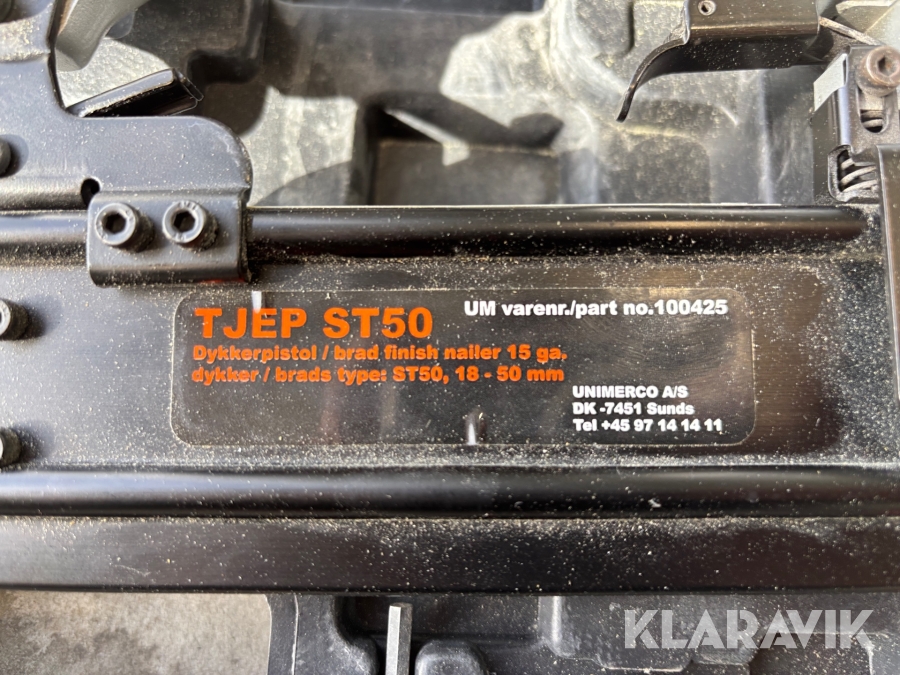 TJEP ST50
UM varenr./part no.100425
Dykkerpistol / brad finish nailer 15 ga.
dykker / brads type: ST50, 18 - 50 mm
UNIMERCO A/S
DK -7451 Sunds
Tel +45 97 14 14 11
KLARAVIK